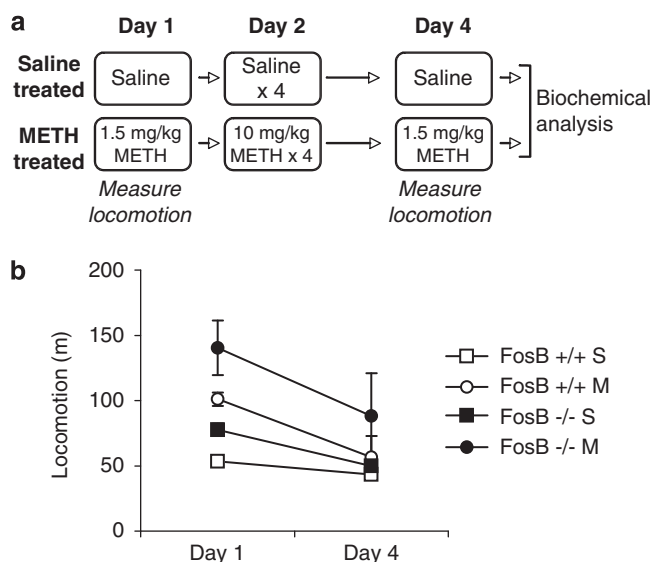 a
Day 1 Day 2 Day 4
Saline treated
Saline
Saline x 4
Saline
METH treated
1.5 mg/kg METH
10 mg/kg METH x 4
1.5 mg/kg METH
Biochemical analysis
Measure locomotion
Measure locomotion
b
Locomotion (m)
200
150
100
50
0
Day 1 Day 4
FosB +/+ S
FosB +/+ M
FosB -/- S
FosB -/- M